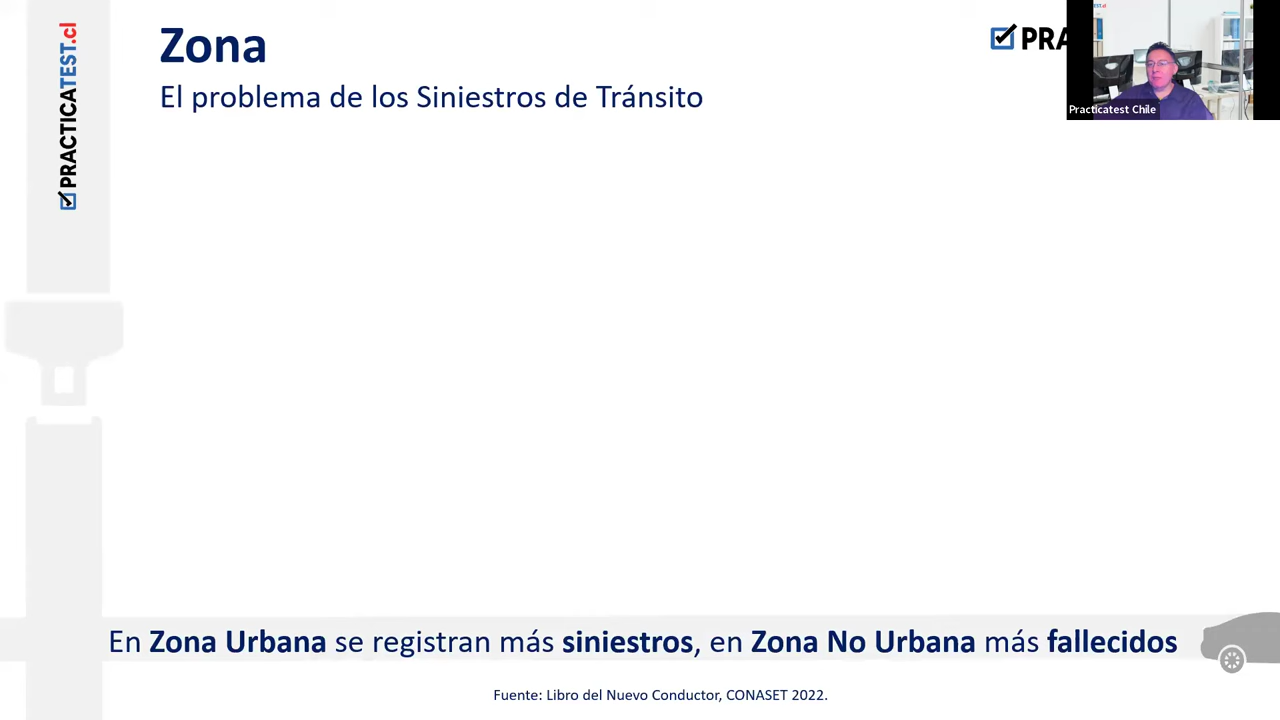 PRACTICATEST.cl
Zona
El problema de los Siniestros de Tránsito
PRA
Practicatest Chile
En Zona Urbana se registran más siniestros, en Zona No Urbana más fallecidos
Fuente: Libro del Nuevo Conductor, CONASET 2022.